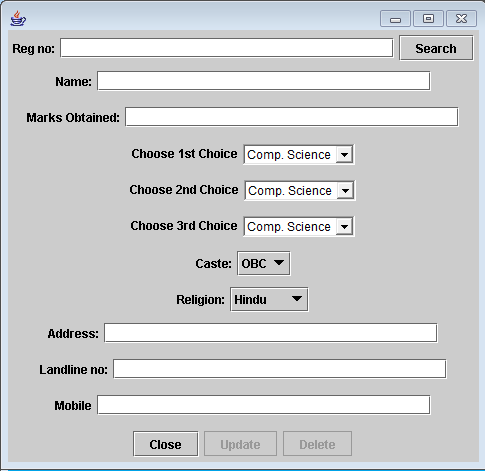 Reg no: Search
Name:
Marks Obtained:
Choose 1st Choice Comp. Science
Choose 2nd Choice Comp. Science
Choose 3rd Choice Comp. Science
Caste: OBC
Religion: Hindu
Address:
Landline no:
Mobile
Close Update Delete